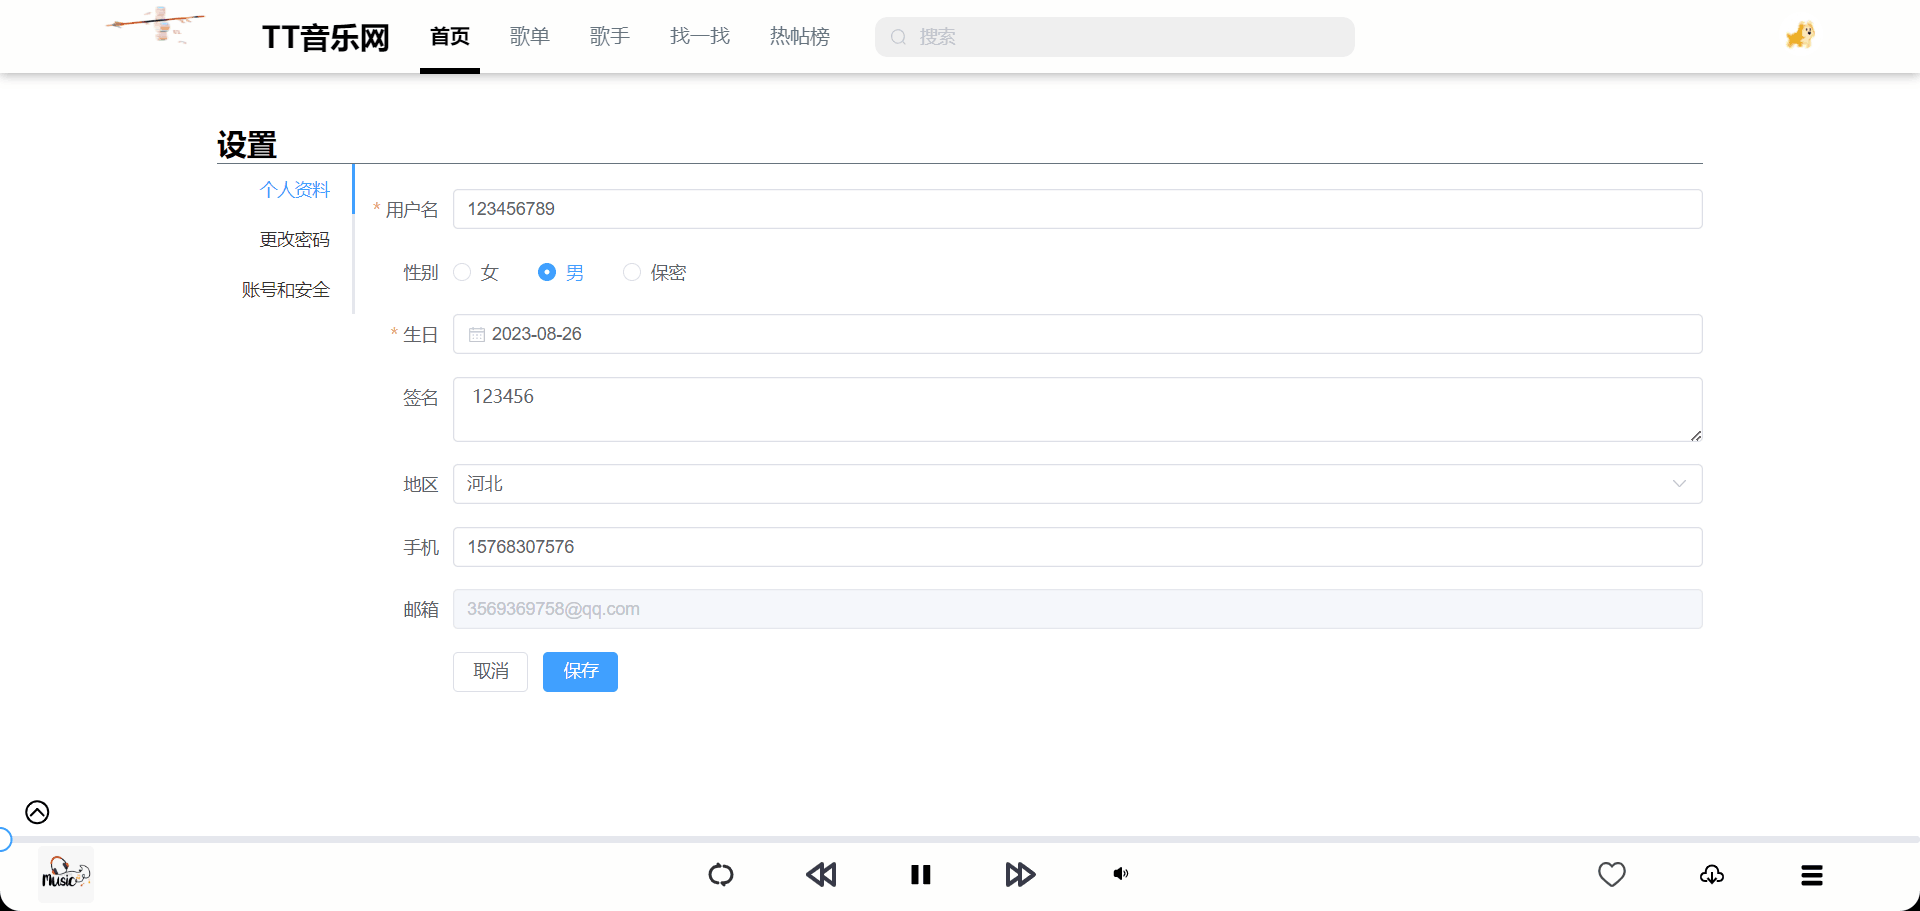 TT音乐网 首页 歌单 歌手 找一找 热帖榜 搜索
设置
个人资料
更改密码
账号和安全
* 用户名 123456789
性别 女 男 保密
* 生日 2023-08-26
签名 123456
地区 河北
手机 15768307576
邮箱 3569369758@qq.com
取消 保存
Music